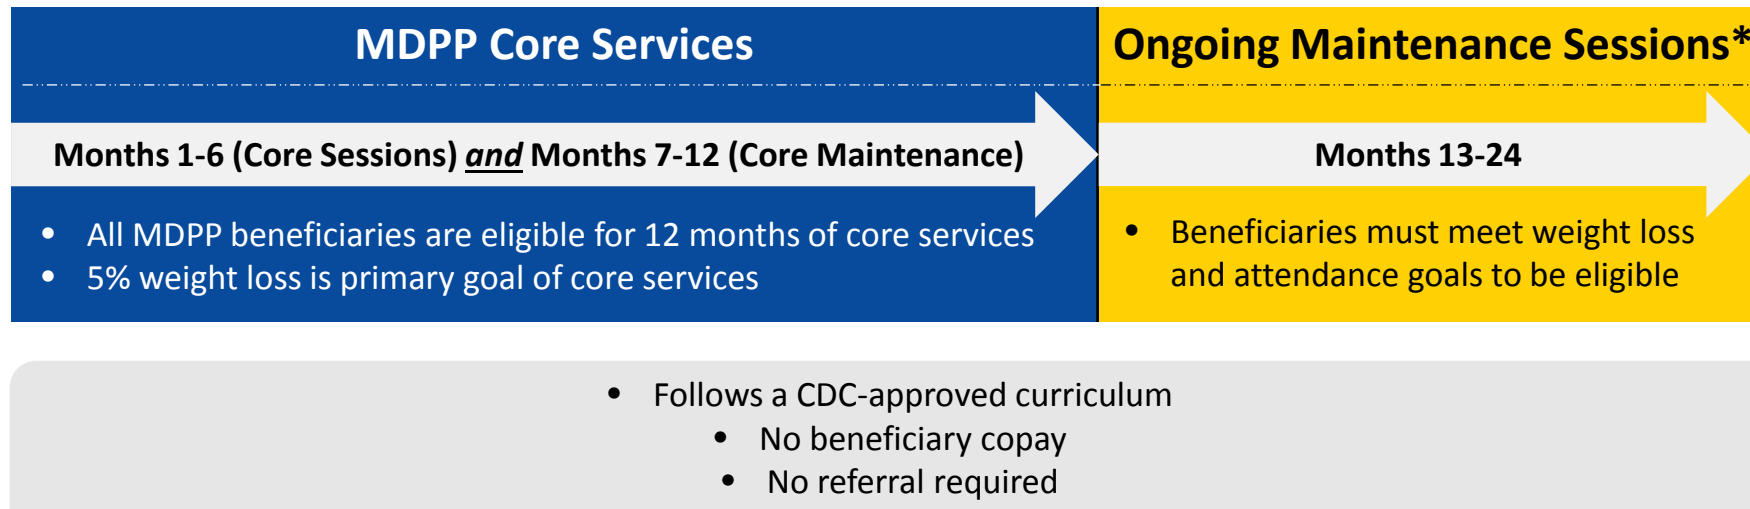 MDPP Core Services
Ongoing Maintenance Sessions*
Months 1-6 (Core Sessions) and Months 7-12 (Core Maintenance)
Months 13-24
• All MDPP beneficiaries are eligible for 12 months of core services
• 5% weight loss is primary goal of core services
• Beneficiaries must meet weight loss
and attendance goals to be eligible
• Follows a CDC-approved curriculum
• No beneficiary copay
• No referral required